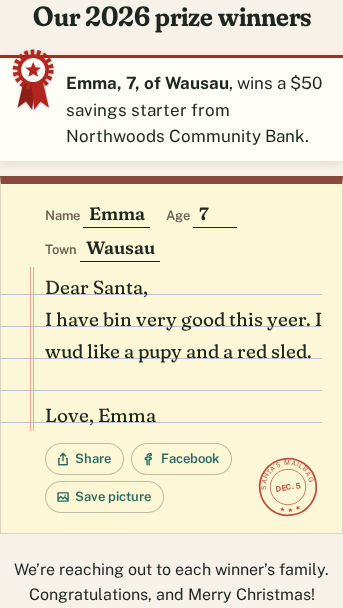 Our 2026 prize winners
Emma, 7, of Wausau, wins a $50
savings starter from
Northwoods Community Bank.
Name Emma Age 7
Town Wausau
Dear Santa,
I have bin very good this yeer. I
wud like a pupy and a red sled.
Love, Emma
Share
Facebook
Save picture
SANTA'S MAILBAG
DEC. 5
We’re reaching out to each winner’s family.
Congratulations, and Merry Christmas!